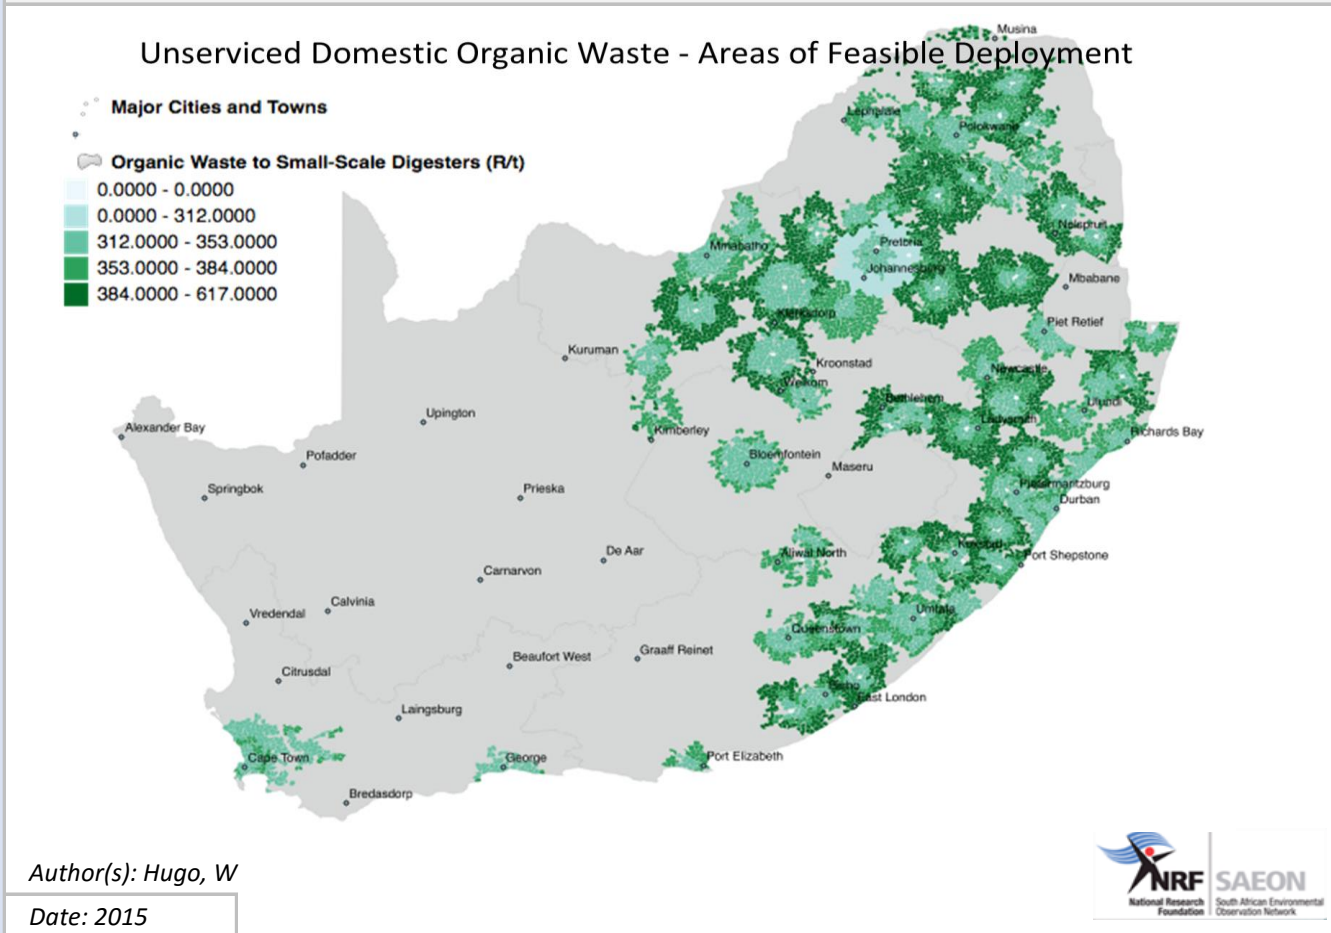 Unserviced Domestic Organic Waste - Areas of Feasible Deployment
Major Cities and Towns
Organic Waste to Small-Scale Digesters (R/t)
0.0000 - 0.0000
0.0000 - 312.0000
312.0000 - 353.0000
353.0000 - 384.0000
384.0000 - 617.0000
Musina
Lephalale
Polokwane
Nelspruit
Mmabatho
Pretoria
Johannesburg
Mbabane
Klerksdorp
Piet Retief
Kuruman
Kroonstad
Newcastle
Welkom
Bethlehem
Ulundi
Upington
Ladysmith
Alexander Bay
Kimberley
Richards Bay
Pofadder
Bloemfontein
Maseru
Springbok
Prieska
Pietermaritzburg
Durban
De Aar
Aliwal North
Kokstad
Port Shepstone
Carnarvon
Calvinia
Vredendal
Umtata
Queenstown
Beaufort West
Graaff Reinet
Citrusdal
Bisho
East London
Laingsburg
Cape Town
George
Port Elizabeth
Bredasdorp
Author(s): Hugo, W
Date: 2015
NRF
National Research
Foundation
SAEON
South African Environmental
Observation Network